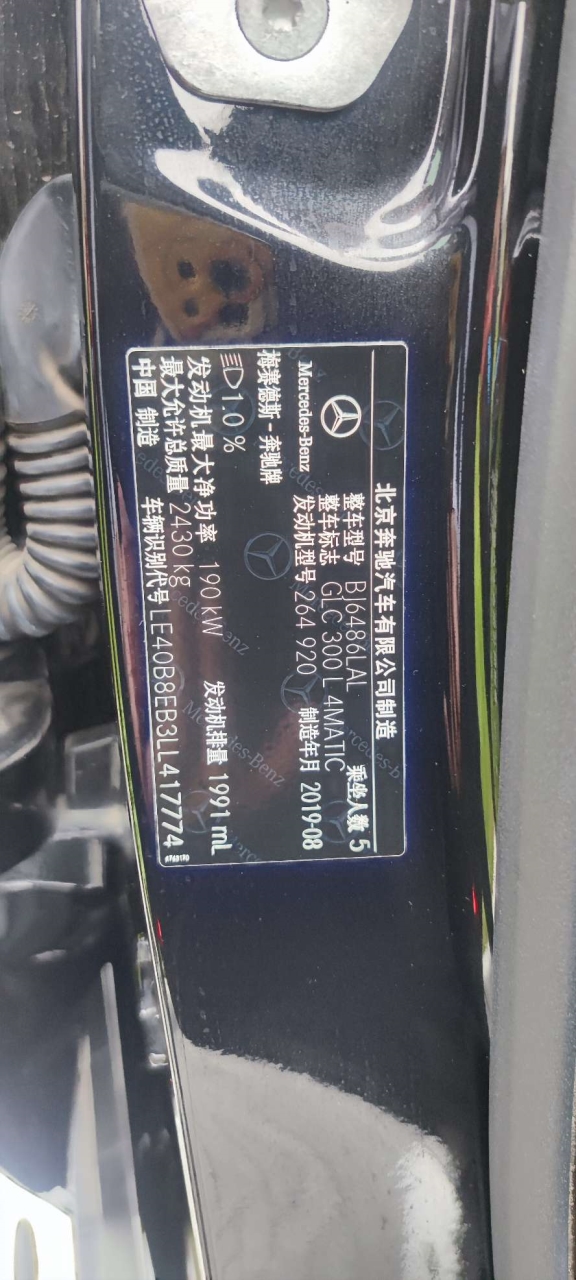 北京奔驰汽车有限公司制造
整车型号 BJ6486LAL 乘坐人数 5
整车标志 GLC 300 L 4MATIC
Mercedes-Benz 发动机型号 264 920 制造年月 2019-08
梅赛德斯-奔驰牌
1.0 %
发动机最大净功率 190 kW 发动机排量 1991 mL
最大允许总质量 2430 kg
中国 制造 车辆识别代号 LE40B8EB3LL417774